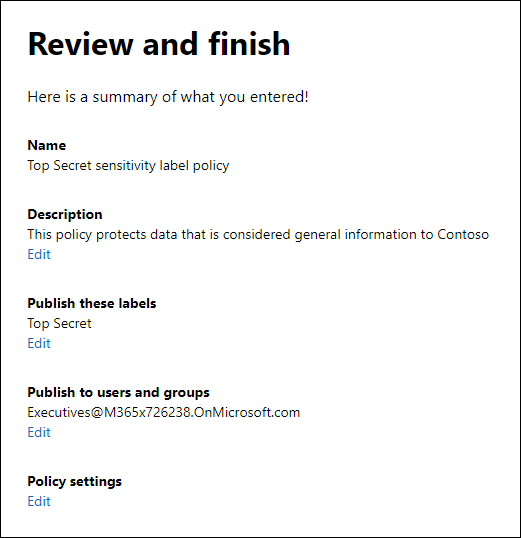 Review and finish
Here is a summary of what you entered!
Name
Top Secret sensitivity label policy
Description
This policy protects data that is considered general information to Contoso
Edit
Publish these labels
Top Secret
Edit
Publish to users and groups
Executives@M365x726238.OnMicrosoft.com
Edit
Policy settings
Edit